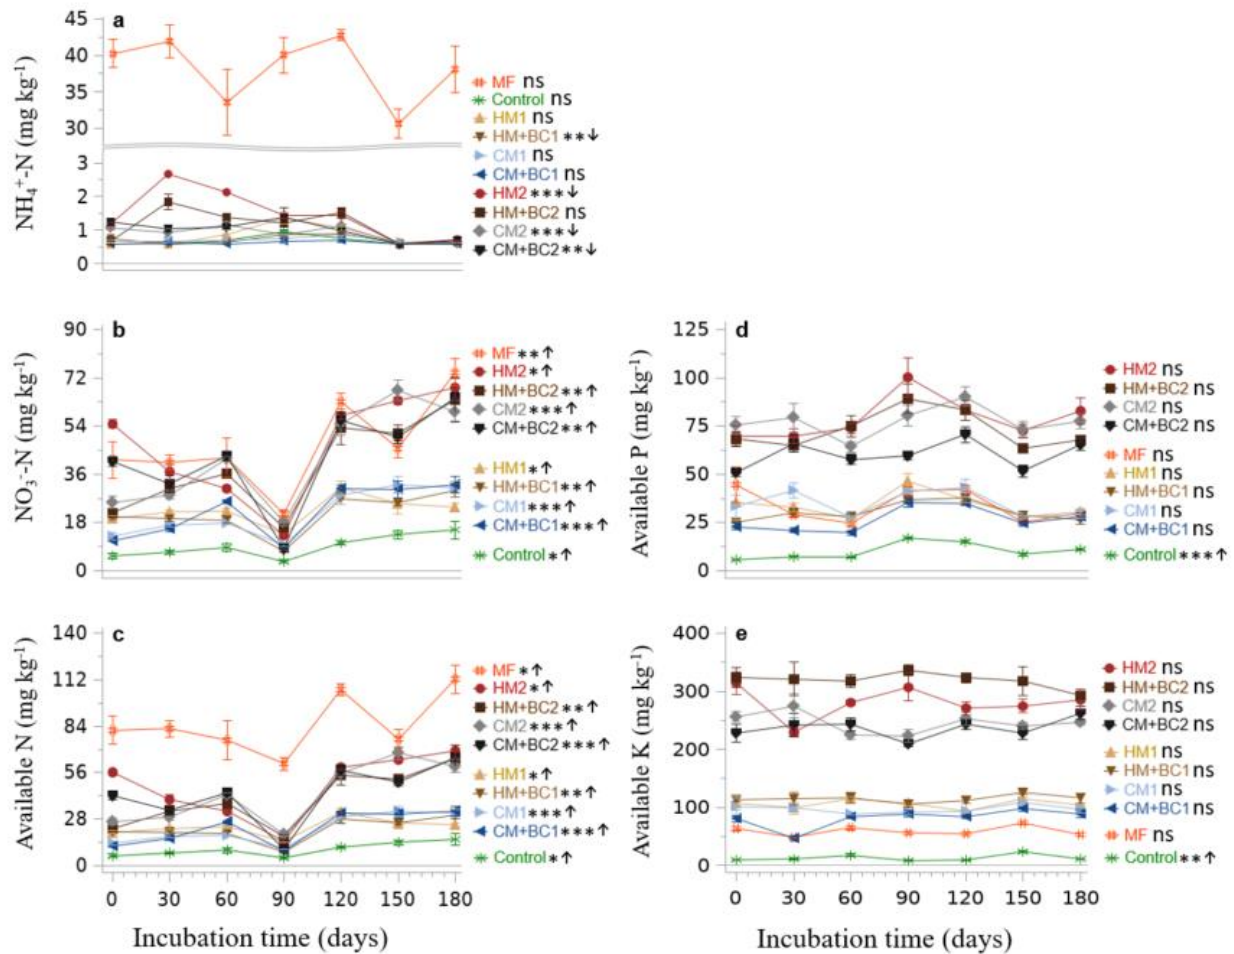 a
NH₄⁺-N (mg kg⁻¹)
45
40
35
30
3
2
1
0
MF ns
Control ns
HM1 ns
HM+BC1 **↓
CM1 ns
CM+BC1 ns
HM2 ***↓
HM+BC2 ns
CM2 ***↓
CM+BC2 **↓
b
NO₃⁻-N (mg kg⁻¹)
90
72
54
36
18
0
MF **↑
HM2 *↑
HM+BC2 **↑
CM2 ***↑
CM+BC2 **↑
HM1 *↑
HM+BC1 **↑
CM1 ***↑
CM+BC1 ***↑
Control *↑
d
Available P (mg kg⁻¹)
125
100
75
50
25
0
HM2 ns
HM+BC2 ns
CM2 ns
CM+BC2 ns
MF ns
HM1 ns
HM+BC1 ns
CM1 ns
CM+BC1 ns
Control ***↑
c
Available N (mg kg⁻¹)
140
112
84
56
28
0
MF *↑
HM2 *↑
HM+BC2 **↑
CM2 ***↑
CM+BC2 ***↑
HM1 *↑
HM+BC1 **↑
CM1 ***↑
CM+BC1 ***↑
Control *↑
0 30 60 90 120 150 180
Incubation time (days)
e
Available K (mg kg⁻¹)
400
300
200
100
0
HM2 ns
HM+BC2 ns
CM2 ns
CM+BC2 ns
HM1 ns
HM+BC1 ns
CM1 ns
CM+BC1 ns
MF ns
Control **↑
0 30 60 90 120 150 180
Incubation time (days)